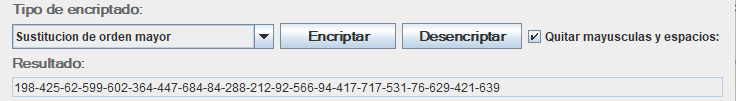 Tipo de encriptado:
Sustitucion de orden mayor Encriptar Desencriptar Quitar mayusculas y espacios:
Resultado:
198-425-62-599-602-364-447-684-84-288-212-92-566-94-417-717-531-76-629-421-639